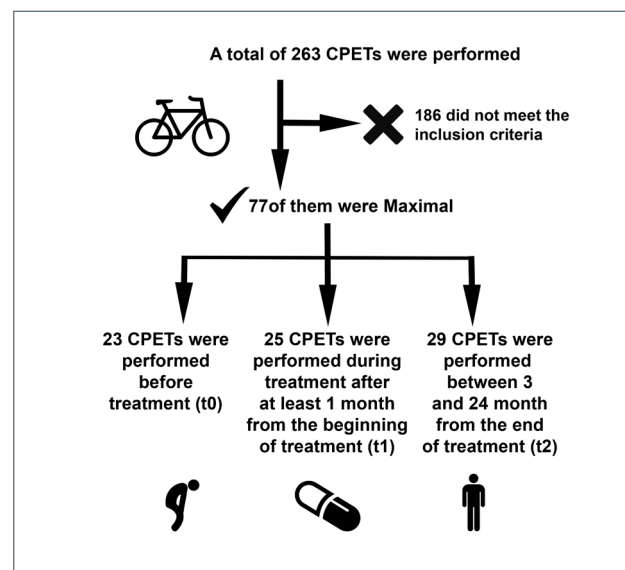 A total of 263 CPETs were performed
186 did not meet the
inclusion criteria
77of them were Maximal
23 CPETs were
performed
before
treatment (t0)
25 CPETs were
performed during
treatment after
at least 1 month
from the beginning
of treatment (t1)
29 CPETs were
performed
between 3
and 24 month
from the end
of treatment (t2)